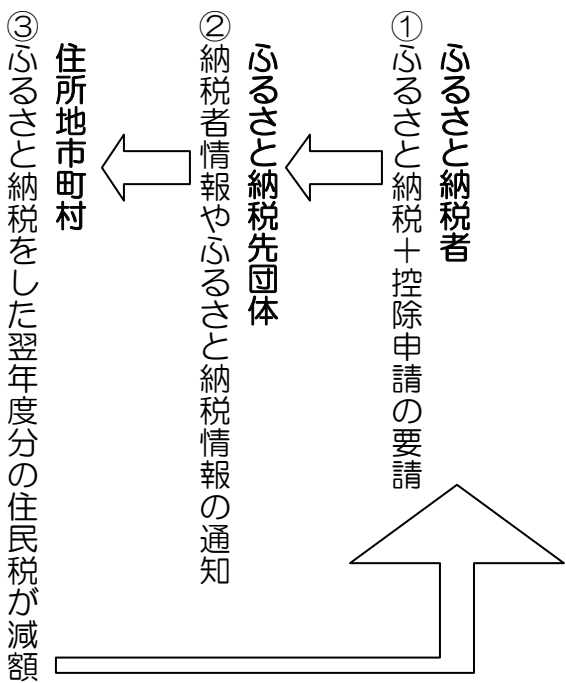 ふるさと納税者
①ふるさと納税＋控除申請の要請
ふるさと納税先団体
②納税者情報やふるさと納税情報の通知
住所地市町村
③ふるさと納税をした翌年度分の住民税が減額